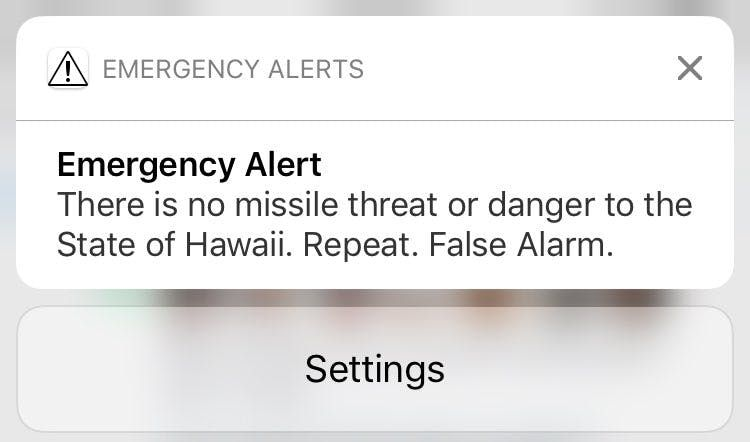 EMERGENCY ALERTS
Emergency Alert
There is no missile threat or danger to the
State of Hawaii. Repeat. False Alarm.
Settings